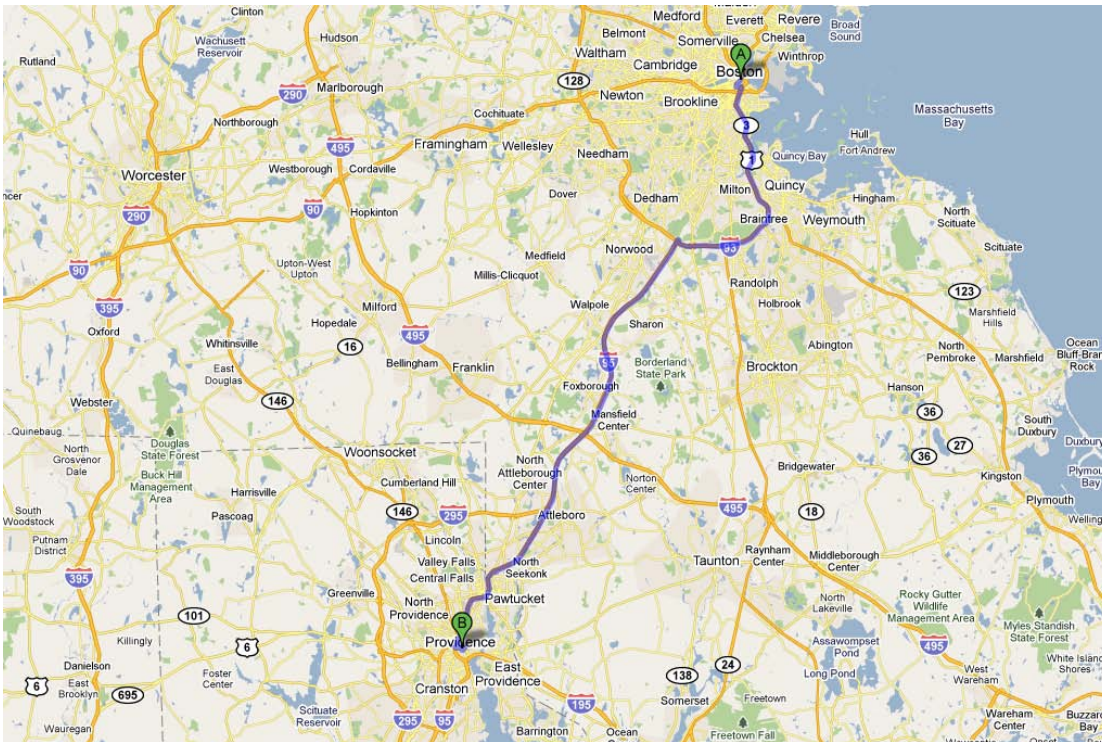 Clinton
Medford
Everett
Revere
Broad
Sound
Wachusett
Reservoir
Hudson
Belmont
Somerville
Chelsea
Winthrop
A
Waltham
Cambridge
Boston
Rutland
128
Marlborough
290
Newton
Brookline
Massachusetts
Bay
Northborough
Cochituate
3
495
Framingham
Wellesley
Hull
Fort Andrew
Quincy Bay
1
Needham
Westborough
Cordaville
Worcester
Milton
Quincy
Dover
Dedham
Hingham
90
Hopkinton
290
Braintree
Weymouth
North
Scituate
Scituate
Norwood
93
Medfield
Upton-West
Upton
Millis-Clicquot
90
Randolph
123
Holbrook
Milford
Walpole
395
Hopedale
Sharon
Marshfield
Hills
Oxford
495
16
Whitinsville
Abington
Ocean
Bluff-Bran
Rock
North
Pembroke
Marshfield
95
Borderland
State Park
Bellingham
Franklin
East
Douglas
Brockton
Foxborough
Hanson
146
Webster
Mansfield
Center
36
South
Duxbury
Quinebaug
Douglas
State Forest
27
Duxbury
Bay
North
Grosvenor
Dale
Woonsocket
36
North
Attleborough
Center
Bridgewater
Buck Hill
Management
Area
Cumberland Hill
Norton
Center
Kingston
Plymou
Bay
Harrisville
Plymouth
495
South
Woodstock
Pascoag
146
295
Attleboro
18
Wellin
Putnam
District
Lincoln
Raynham
Center
Middleborough
Center
Valley Falls
North
Seekonk
Taunton
395
Central Falls
Greenville
North
Providence
Pawtucket
North
Lakeville
Rocky Gutter
Wildlife
Management Area
101
B
Myles Standish
State Forest
Killingly
6
Providence
Assawompset
Pond
495
Danielson
East
Providence
24
White Island
Shores
Foster
Center
138
Long Pond
West
Wareham
6
East
Brooklyn
695
Cranston
Scituate
Reservoir
195
Somerset
Freetown
Wareham
Center
Buzzard
Bay
Wauregan
295
95
Barrington
Ocean
Freetown Fall